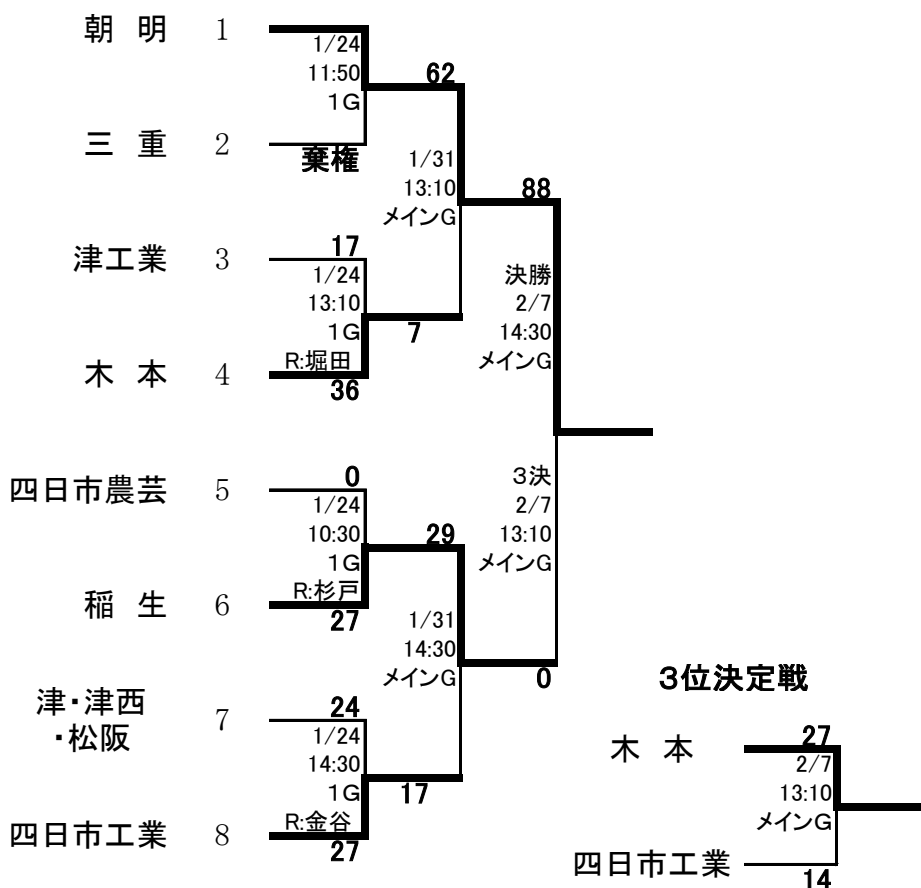 朝 明 1
1/24
11:50
1G
62
三 重 2
棄権
1/31
13:10
メインG
88
津工業 3
17
1/24
13:10
1G
R:堀田
7
木 本 4
36
決勝
2/7
14:30
メインG
四日市農芸 5
0
1/24
10:30
1G
R:杉戸
29
稲 生 6
27
3決
2/7
13:10
メインG
1/31
14:30
メインG
0
津・津西
・松阪
7
24
1/24
14:30
1G
R:金谷
17
四日市工業 8
27
3位決定戦
木 本
27
2/7
13:10
メインG
四日市工業
14